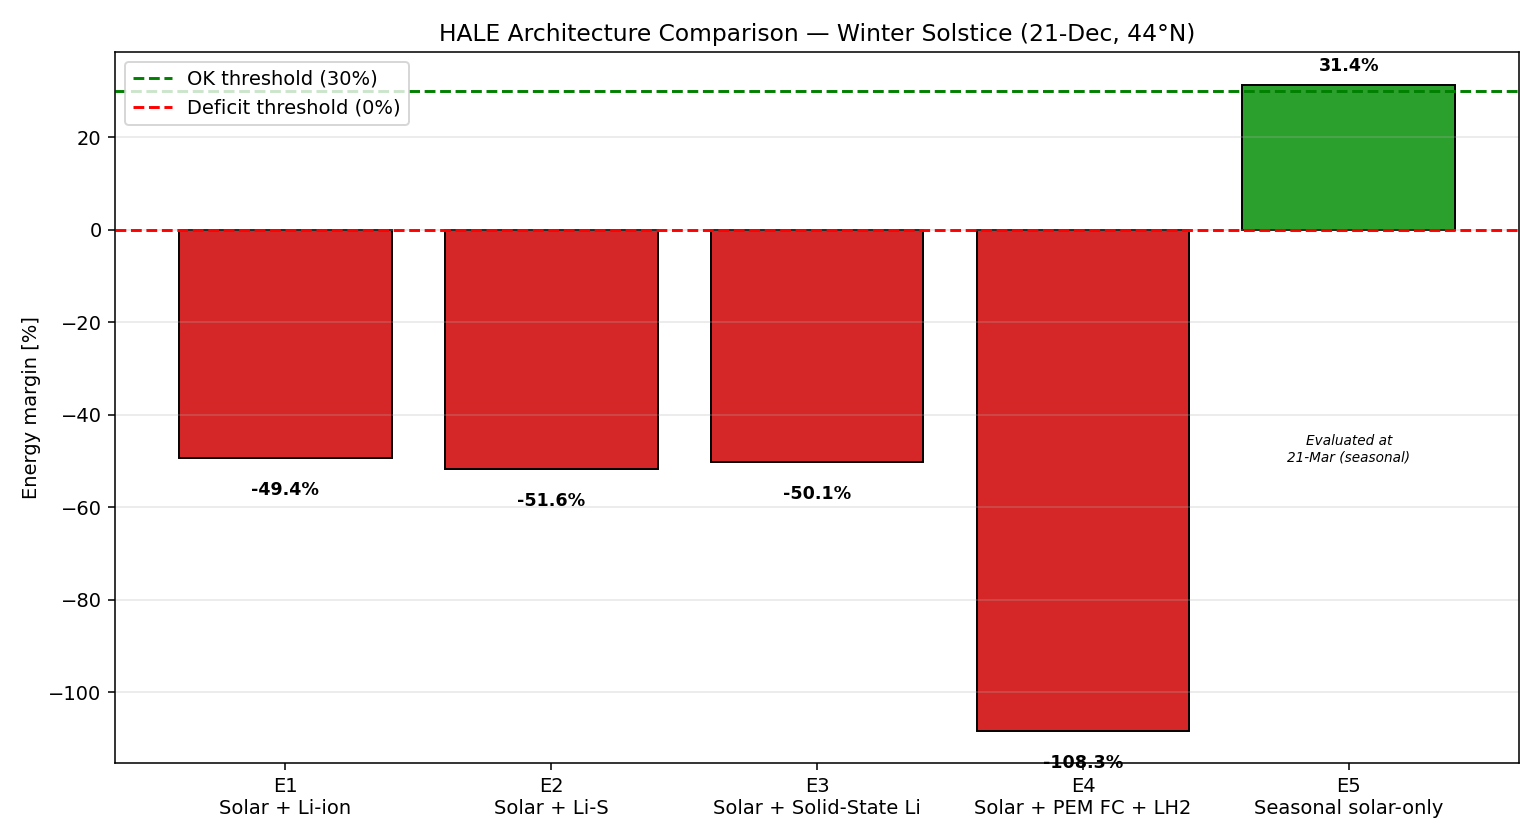 HALE Architecture Comparison — Winter Solstice (21-Dec, 44°N)
OK threshold (30%)
Deficit threshold (0%)
31.4%
20
0
−20
−40
−60
−80
−100
Energy margin [%]
-49.4%
-51.6%
-50.1%
-108.3%
Evaluated at
21-Mar (seasonal)
E1
Solar + Li-ion
E2
Solar + Li-S
E3
Solar + Solid-State Li
E4
Solar + PEM FC + LH2
E5
Seasonal solar-only